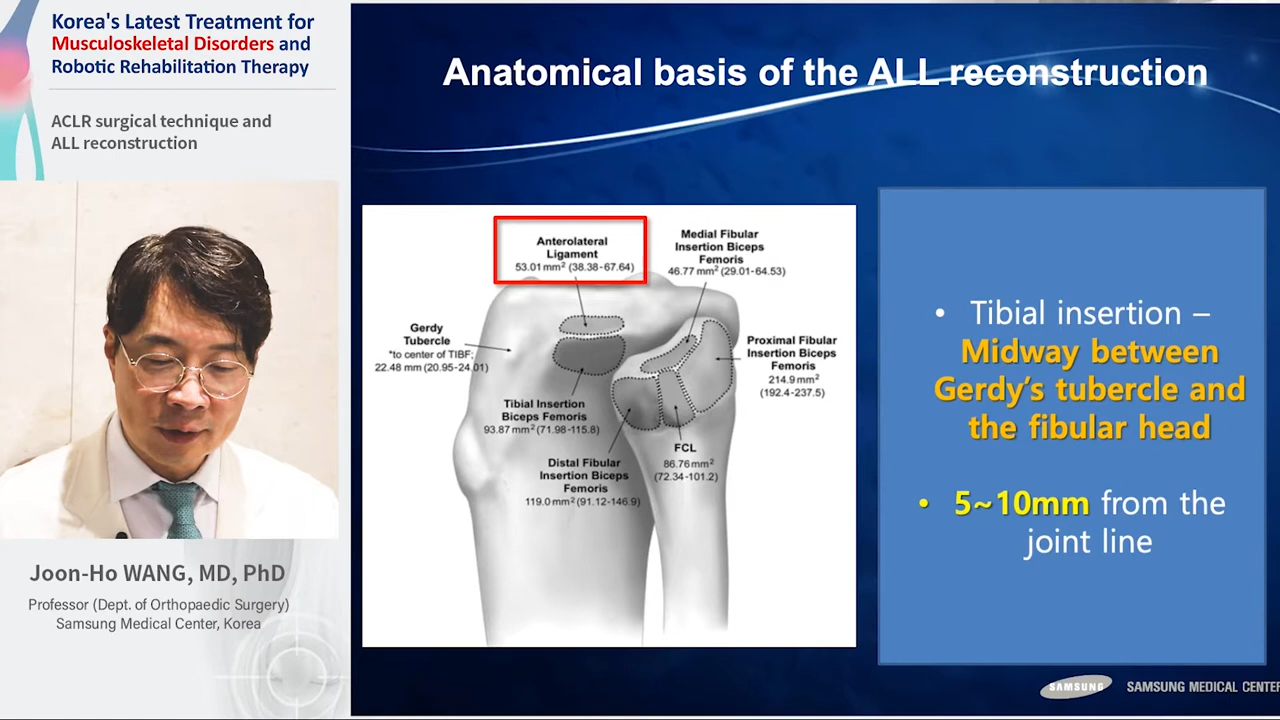 Korea's Latest Treatment for
Musculoskeletal Disorders and
Robotic Rehabilitation Therapy
ACLR surgical technique and
ALL reconstruction
Joon-Ho WANG, MD, PhD
Professor (Dept. of Orthopaedic Surgery)
Samsung Medical Center, Korea
Anatomical basis of the ALL reconstruction
Anterolateral
Ligament
53.01 mm² (38.38-67.64)
Medial Fibular
Insertion Biceps
Femoris
46.77 mm² (29.01-64.53)
Gerdy
Tubercle
*to center of TIBF;
22.48 mm (20.95-24.01)
Proximal Fibular
Insertion Biceps
Femoris
214.9 mm²
(192.4-237.5)
Tibial Insertion
Biceps Femoris
93.87 mm² (71.98-115.8)
FCL
86.76 mm²
(72.34-101.2)
Distal Fibular
Insertion Biceps
Femoris
119.0 mm² (91.12-146.9)
• Tibial insertion –
Midway between
Gerdy's tubercle and
the fibular head
• 5~10mm from the
joint line
SAMSUNG SAMSUNG MEDICAL CENTER